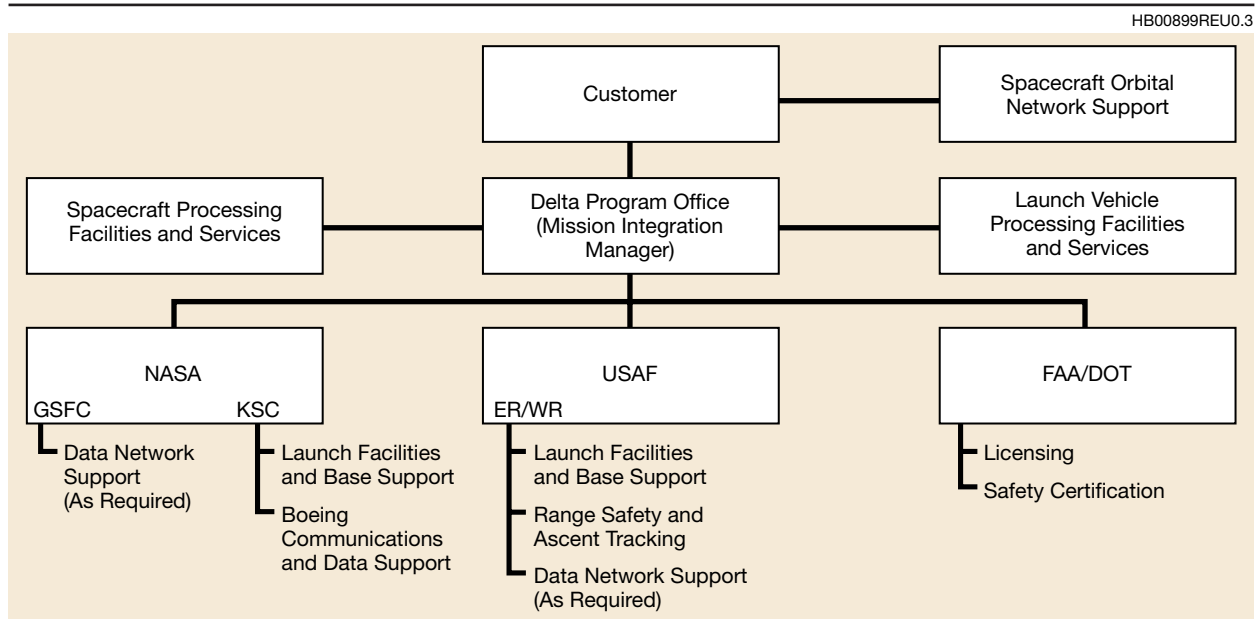 HB00899REU0.3
Customer
Spacecraft Orbital
Network Support
Spacecraft Processing
Facilities and Services
Delta Program Office
(Mission Integration
Manager)
Launch Vehicle
Processing Facilities
and Services
NASA
GSFC
KSC
Data Network
Support
(As Required)
Launch Facilities
and Base Support
Boeing
Communications
and Data Support
USAF
ER/WR
Launch Facilities
and Base Support
Range Safety and
Ascent Tracking
Data Network Support
(As Required)
FAA/DOT
Licensing
Safety Certification